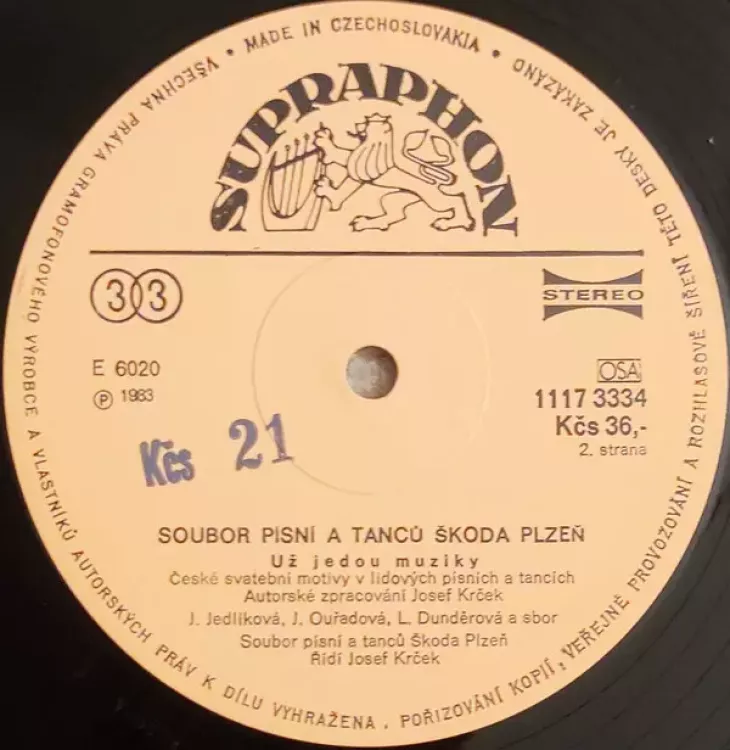 VŠECHNA PRÁVA GRAMOFONOVÉHO VÝROBCE A VLASTNÍKŮ AUTORSKÝCH PRÁV K DÍLU VYHRAŽENA . POŘIZOVÁNÍ KOPIÍ, VEŘEJNÉ PROVOZOVÁNÍ A ROZHLASOVÉ ŠÍŘENÍ TÉTO DESKY JE ZAKÁZÁNO
• MADE IN CZECHOSLOVAKIA •
SUPRAPHON
33
STEREO
E 6020
℗ 1983
OSA
1117 3334
Kčs 36,-
2. strana
Kčs 21
SOUBOR PÍSNÍ A TANCŮ ŠKODA PLZEŇ
Už jedou muziky
České svatební motivy v lidových písních a tancích
Autorské zpracování Josef Krček
J. Jedlíková, J. Ouřadová, L. Dunděrová a sbor
Soubor písní a tanců Škoda Plzeň
Řídí Josef Krček